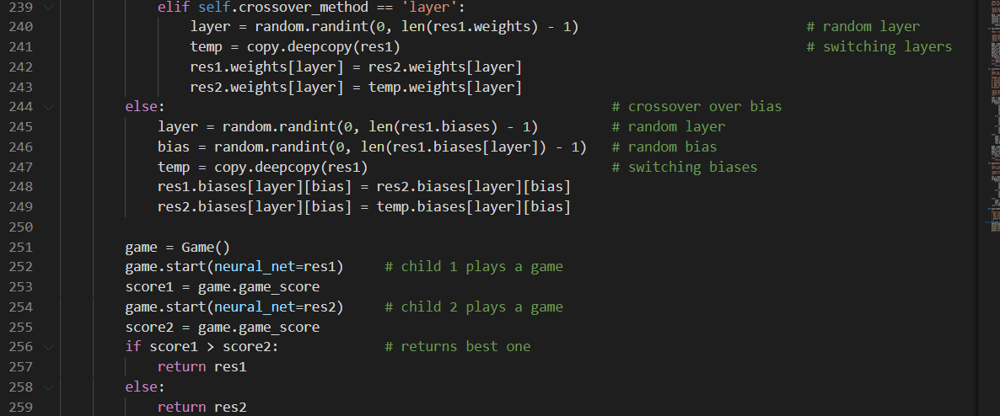 239 elif self.crossover_method == 'layer':
240 layer = random.randint(0, len(res1.weights) - 1) # random layer
241 temp = copy.deepcopy(res1) # switching layers
242 res1.weights[layer] = res2.weights[layer]
243 res2.weights[layer] = temp.weights[layer]
244 else: # crossover over bias
245 layer = random.randint(0, len(res1.biases) - 1) # random layer
246 bias = random.randint(0, len(res1.biases[layer]) - 1) # random bias
247 temp = copy.deepcopy(res1) # switching biases
248 res1.biases[layer][bias] = res2.biases[layer][bias]
249 res2.biases[layer][bias] = temp.biases[layer][bias]
250
251 game = Game()
252 game.start(neural_net=res1) # child 1 plays a game
253 score1 = game.game_score
254 game.start(neural_net=res2) # child 2 plays a game
255 score2 = game.game_score
256 if score1 > score2: # returns best one
257 return res1
258 else:
259 return res2